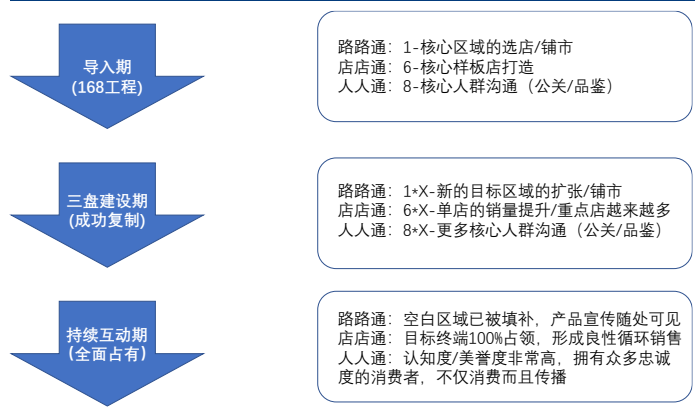 导入期
(168工程)
路路通：1-核心区域的选店/铺市
店店通：6-核心样板店打造
人人通：8-核心人群沟通（公关/品鉴）
三盘建设期
(成功复制)
路路通：1*X-新的目标区域的扩张/铺市
店店通：6*X-单店的销量提升/重点店越来越多
人人通：8*X-更多核心人群沟通（公关/品鉴）
持续互动期
(全面占有)
路路通：空白区域已被填补，产品宣传随处可见
店店通：目标终端100%占领，形成良性循环销售
人人通：认知度/美誉度非常高，拥有众多忠诚
度的消费者，不仅消费而且传播